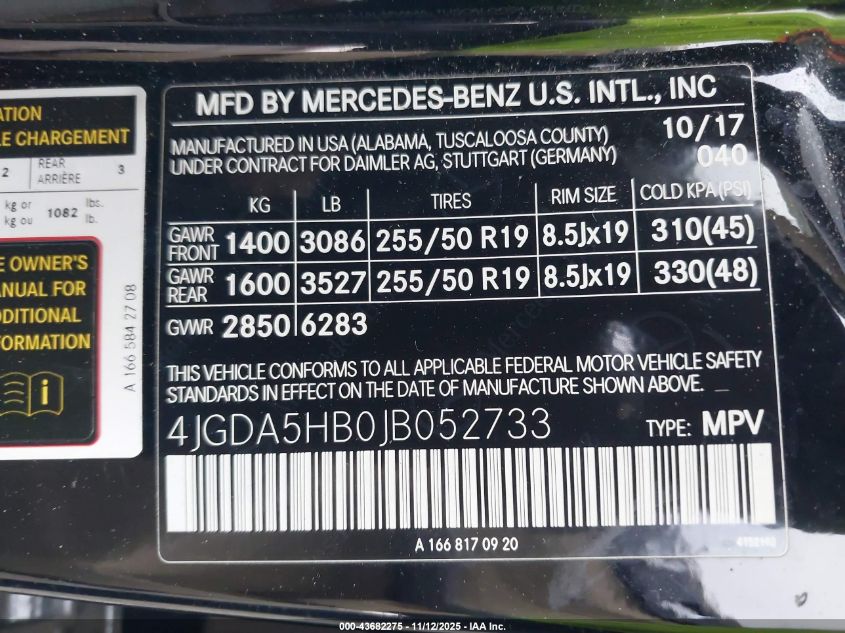 ATION
LE CHARGEMENT
2 REAR ARRIÈRE 3
kg or lbs.
kg ou 1082 lb.
E OWNER'S
ANUAL FOR
DDITIONAL
FORMATION
i
A 166 584 27 08
MFD BY MERCEDES-BENZ U.S. INTL., INC
MANUFACTURED IN USA (ALABAMA, TUSCALOOSA COUNTY) 10/17
UNDER CONTRACT FOR DAIMLER AG, STUTTGART (GERMANY) 040
KG LB TIRES RIM SIZE COLD KPA (PSI)
GAWR FRONT 1400 3086 255/50 R19 8.5Jx19 310(45)
GAWR REAR 1600 3527 255/50 R19 8.5Jx19 330(48)
GVWR 2850 6283
THIS VEHICLE CONFORMS TO ALL APPLICABLE FEDERAL MOTOR VEHICLE SAFETY
STANDARDS IN EFFECT ON THE DATE OF MANUFACTURE SHOWN ABOVE.
4JGDA5HB0JB052733 TYPE: MPV
A 166 817 09 20
000-43682275 - 11/12/2025 - IAA Inc.